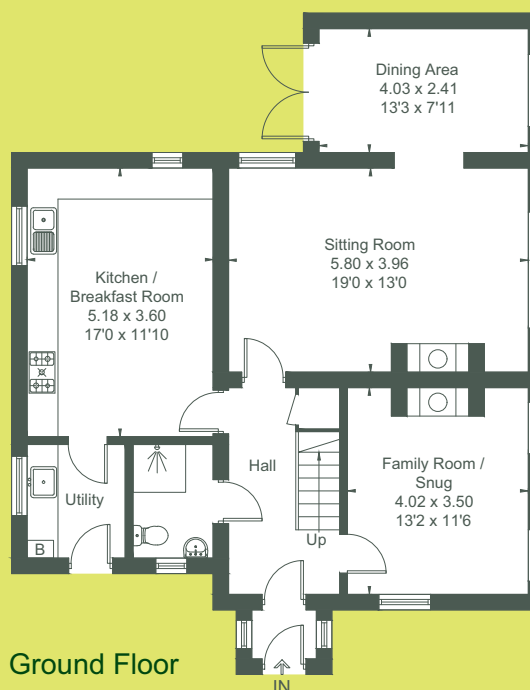 Dining Area
4.03 x 2.41
13'3 x 7'11
Sitting Room
5.80 x 3.96
19'0 x 13'0
Kitchen /
Breakfast Room
5.18 x 3.60
17'0 x 11'10
Hall
Family Room /
Snug
4.02 x 3.50
13'2 x 11'6
Utility
Up
B
Ground Floor
IN